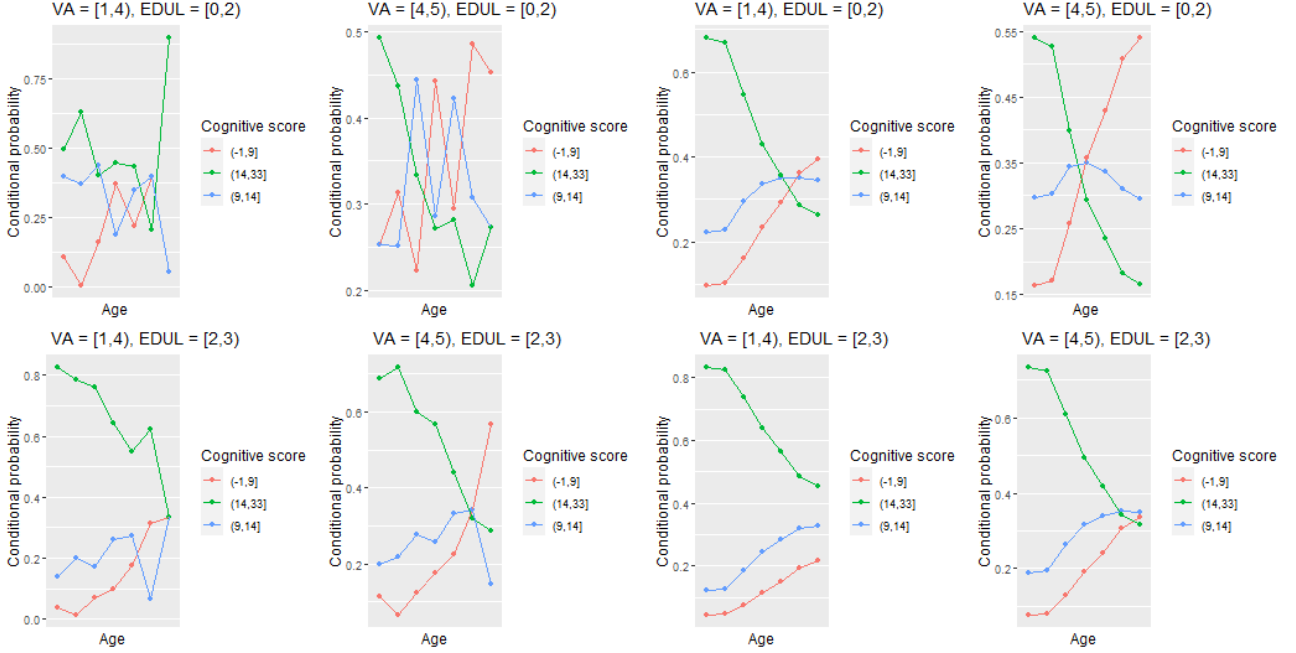 VA = [1,4), EDUL = [0,2)
0.75
0.50
0.25
0.00
Conditional probability
Age
Cognitive score
(-1,9]
(14,33]
(9,14]
VA = [4,5), EDUL = [0,2)
0.5
0.4
0.3
0.2
Conditional probability
Age
Cognitive score
(-1,9]
(14,33]
(9,14]
VA = [1,4), EDUL = [0,2)
0.6
0.4
0.2
Conditional probability
Age
Cognitive score
(-1,9]
(14,33]
(9,14]
VA = [4,5), EDUL = [0,2)
0.55
0.45
0.35
0.25
0.15
Conditional probability
Age
Cognitive score
(-1,9]
(14,33]
(9,14]
VA = [1,4), EDUL = [2,3)
0.8
0.6
0.4
0.2
0.0
Conditional probability
Age
Cognitive score
(-1,9]
(14,33]
(9,14]
VA = [4,5), EDUL = [2,3)
0.6
0.4
0.2
Conditional probability
Age
Cognitive score
(-1,9]
(14,33]
(9,14]
VA = [1,4), EDUL = [2,3)
0.8
0.6
0.4
0.2
Conditional probability
Age
Cognitive score
(-1,9]
(14,33]
(9,14]
VA = [4,5), EDUL = [2,3)
0.6
0.4
0.2
Conditional probability
Age
Cognitive score
(-1,9]
(14,33]
(9,14]